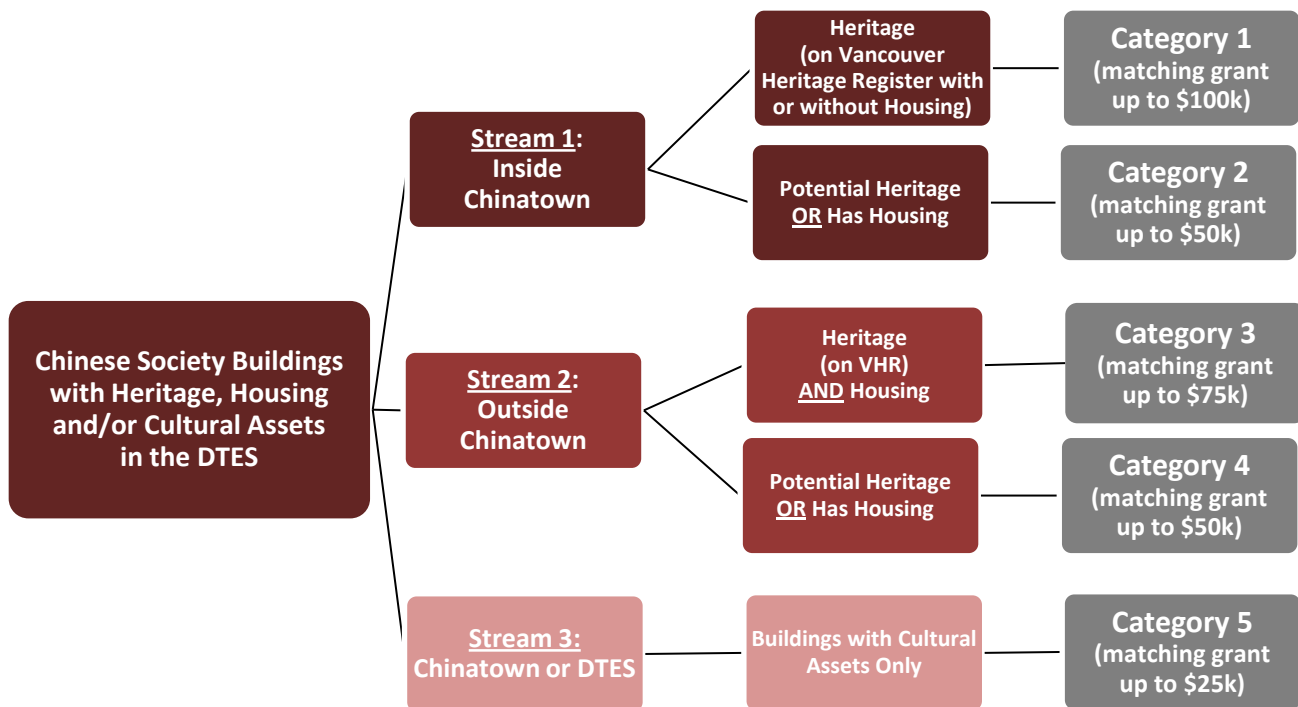 Chinese Society Buildings
with Heritage, Housing
and/or Cultural Assets
in the DTES
Stream 1:
Inside
Chinatown
Heritage
(on Vancouver
Heritage Register with
or without Housing)
Category 1
(matching grant
up to $100k)
Potential Heritage
OR Has Housing
Category 2
(matching grant
up to $50k)
Stream 2:
Outside
Chinatown
Heritage
(on VHR)
AND Housing
Category 3
(matching grant
up to $75k)
Potential Heritage
OR Has Housing
Category 4
(matching grant
up to $50k)
Stream 3:
Chinatown or DTES
Buildings with Cultural
Assets Only
Category 5
(matching grant
up to $25k)